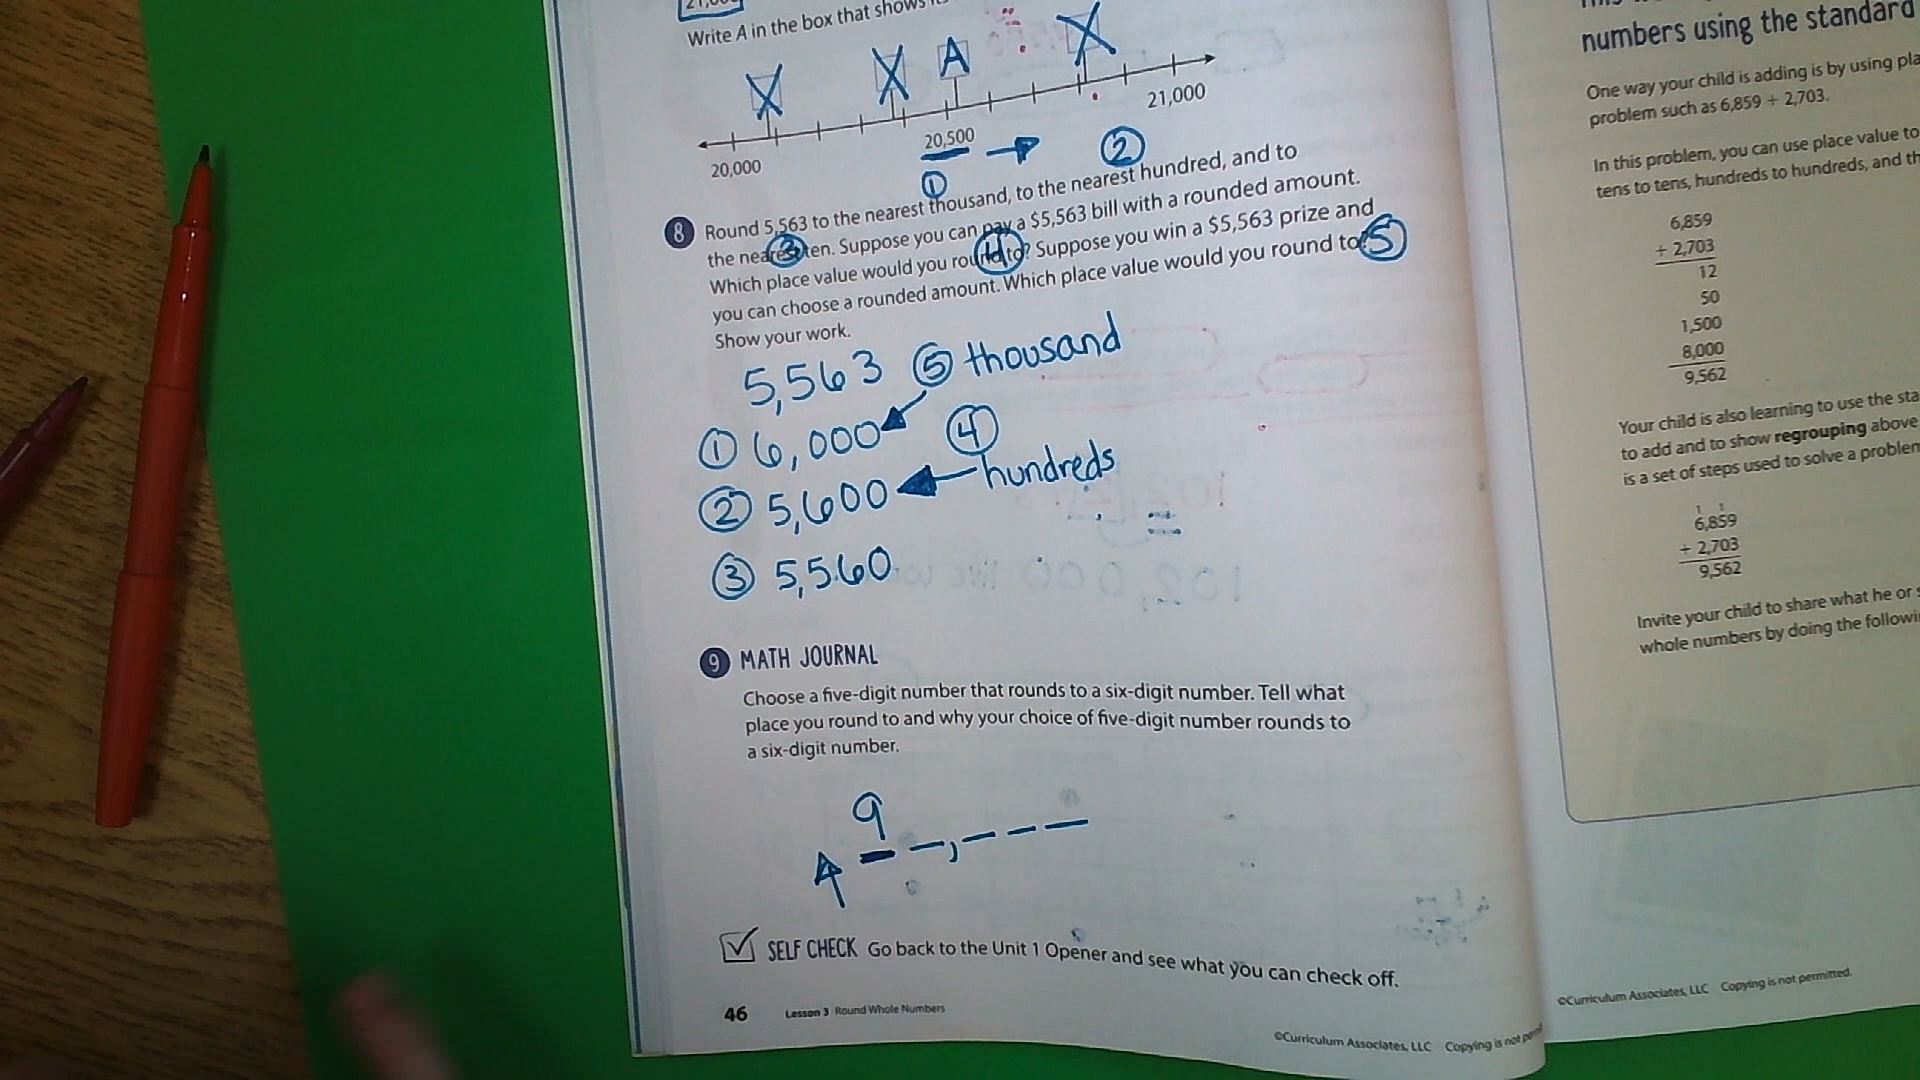 Write A in the box that shows
X X A X
20,000 20,500 21,000
1 2
8 Round 5,563 to the nearest thousand, to the nearest hundred, and to
the nearest ten. Suppose you can pay a $5,563 bill with a rounded amount.
Which place value would you round to? Suppose you win a $5,563 prize and
you can choose a rounded amount. Which place value would you round to?
3 4 5
Show your work.
5,563 5 thousand
1 6,000 4
2 5,600 hundreds
3 5,560
9 MATH JOURNAL
Choose a five-digit number that rounds to a six-digit number. Tell what
place you round to and why your choice of five-digit number rounds to
a six-digit number.
9
_ _, _ _ _
SELF CHECK Go back to the Unit 1 Opener and see what you can check off.
46 Lesson 3 Round Whole Numbers
©Curriculum Associates, LLC Copying is not
numbers using the standard
One way your child is adding is by using
problem such as 6,859 + 2,703.
In this problem, you can use place value to
tens to tens, hundreds to hundreds, and
6,859
+ 2,703
12
50
1,500
8,000
9,562
Your child is also learning to use the
to add and to show regrouping above
is a set of steps used to solve a
1 1
6,859
+ 2,703
9,562
Invite your child to share what he or
whole numbers by doing the
©Curriculum Associates, LLC Copying is not permitted.